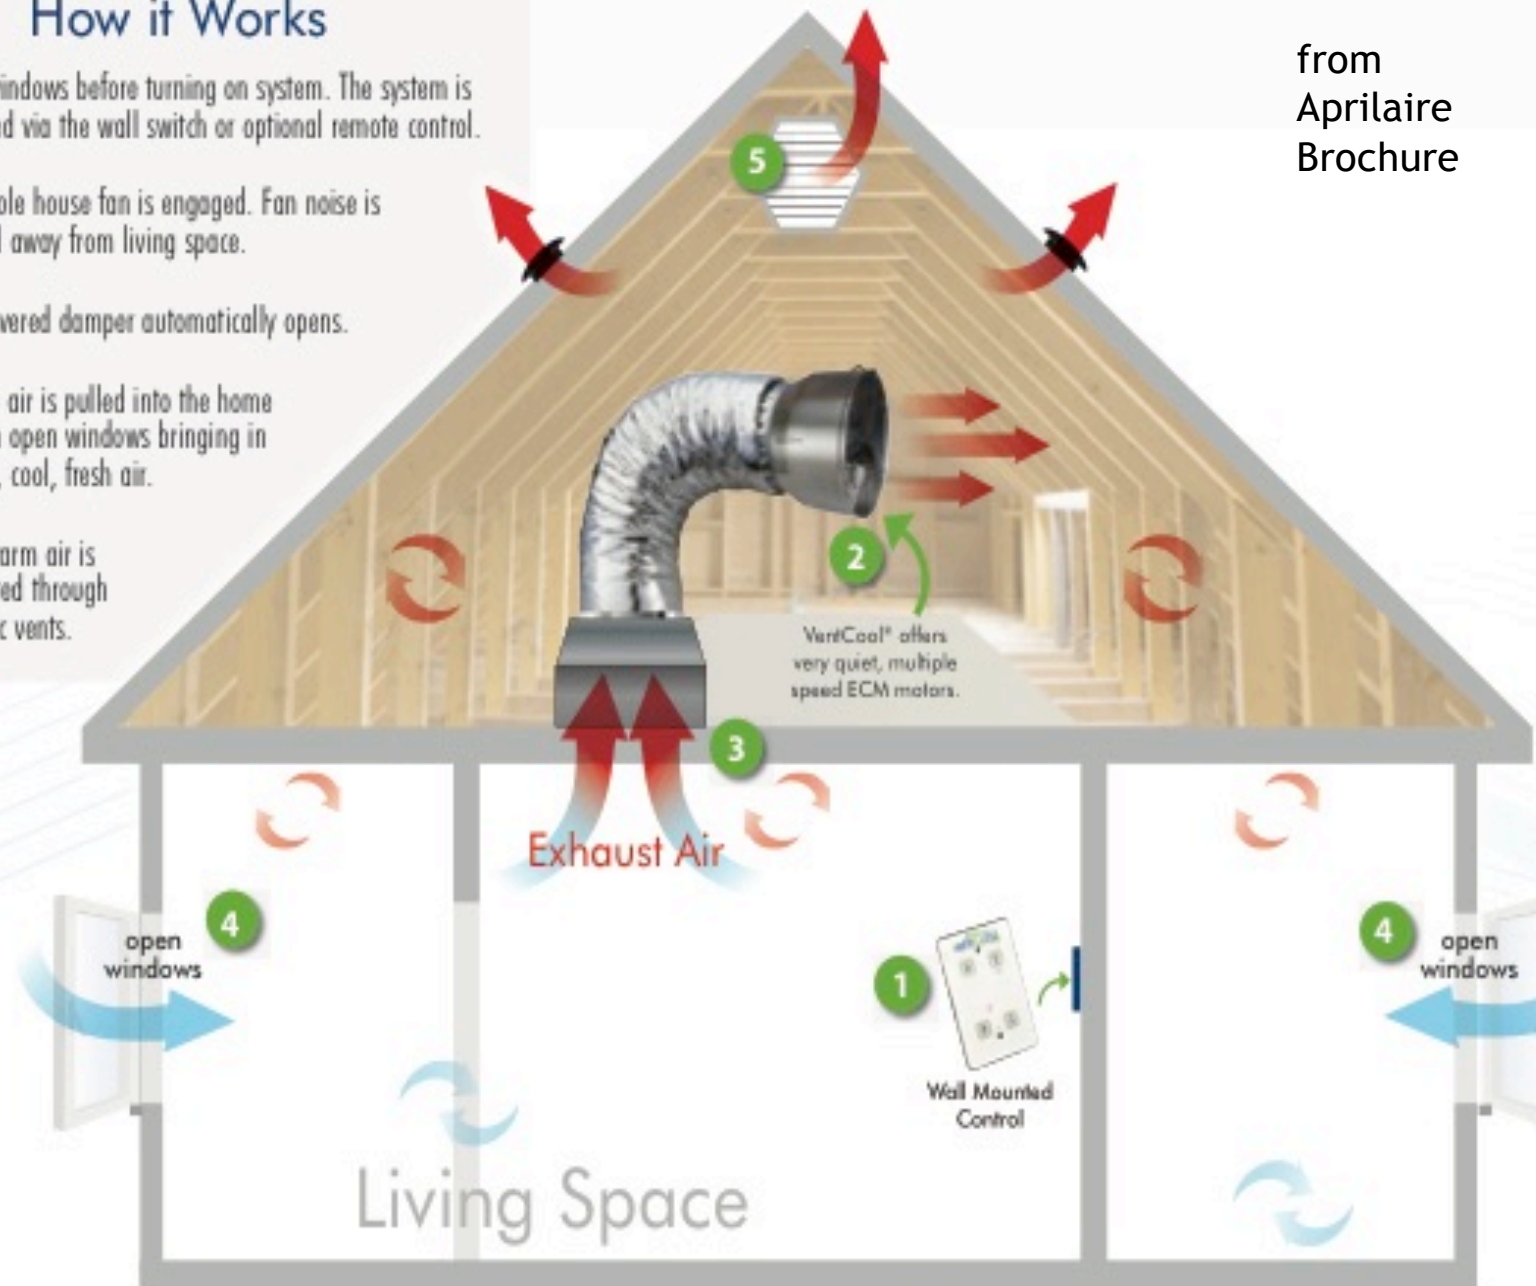 How it Works
from
Aprilaire
Brochure
indows before turning on system. The system is
d via the wall switch or optional remote control.
ole house fan is engaged. Fan noise is
away from living space.
wered damper automatically opens.
air is pulled into the home
open windows bringing in
, cool, fresh air.
arm air is
ed through
c vents.
5
2
VentCool® offers
very quiet, multiple
speed ECM motors.
3
Exhaust Air
4
open
windows
4
open
windows
1
Wall Mounted
Control
Living Space